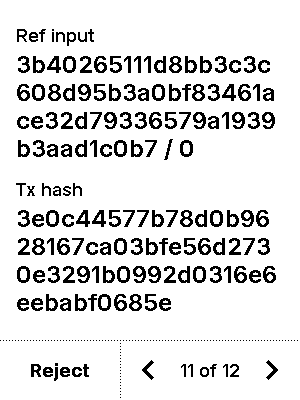 Ref input
3b40265111d8bb3c3c
608d95b3a0bf83461a
ce32d79336579a1939
b3aad1c0b7 / 0
Tx hash
3e0c44577b78d0b96
28167ca03bfe56d273
0e3291b0992d0316e6
eebabf0685e
Reject
11 of 12